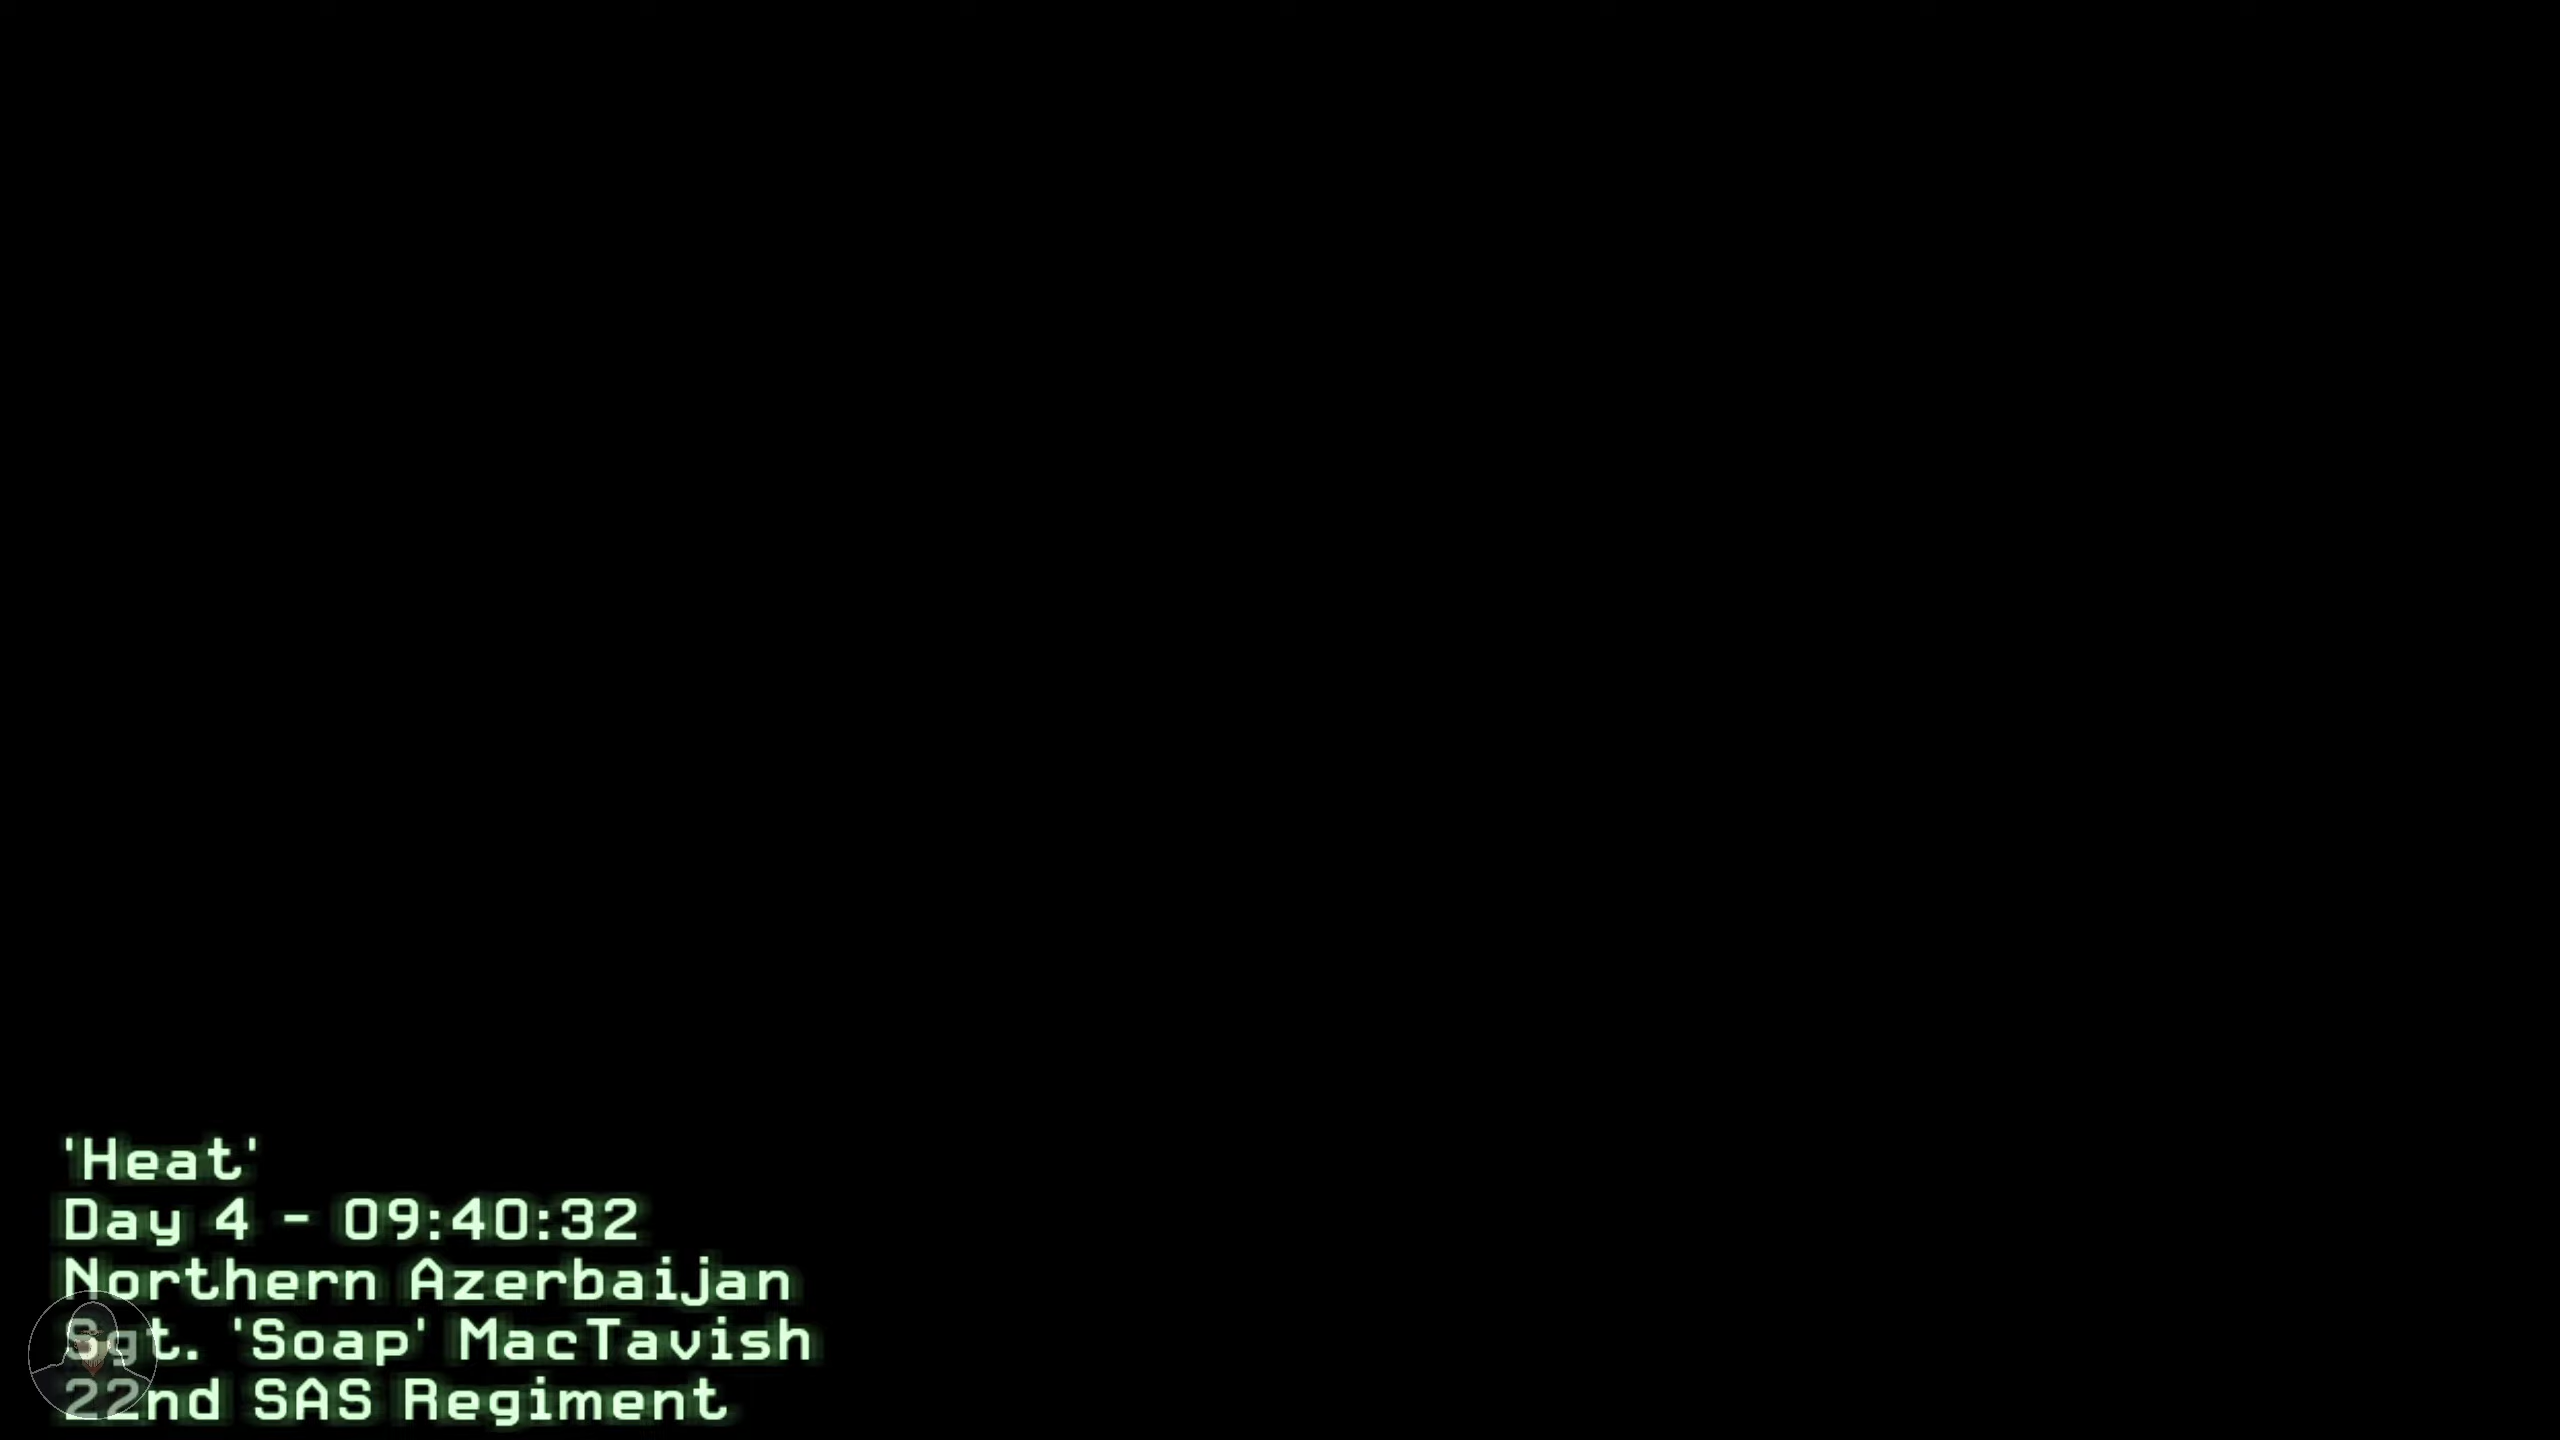 'Heat'
Day 4 - 09:40:32
Northern Azerbaijan
Sgt. 'Soap' MacTavish
22nd SAS Regiment